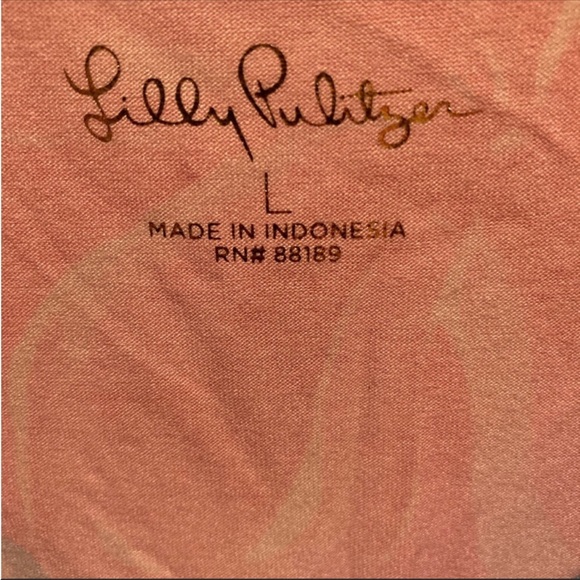 Lilly Pulitzer
L
MADE IN INDONESIA
RN# 88189